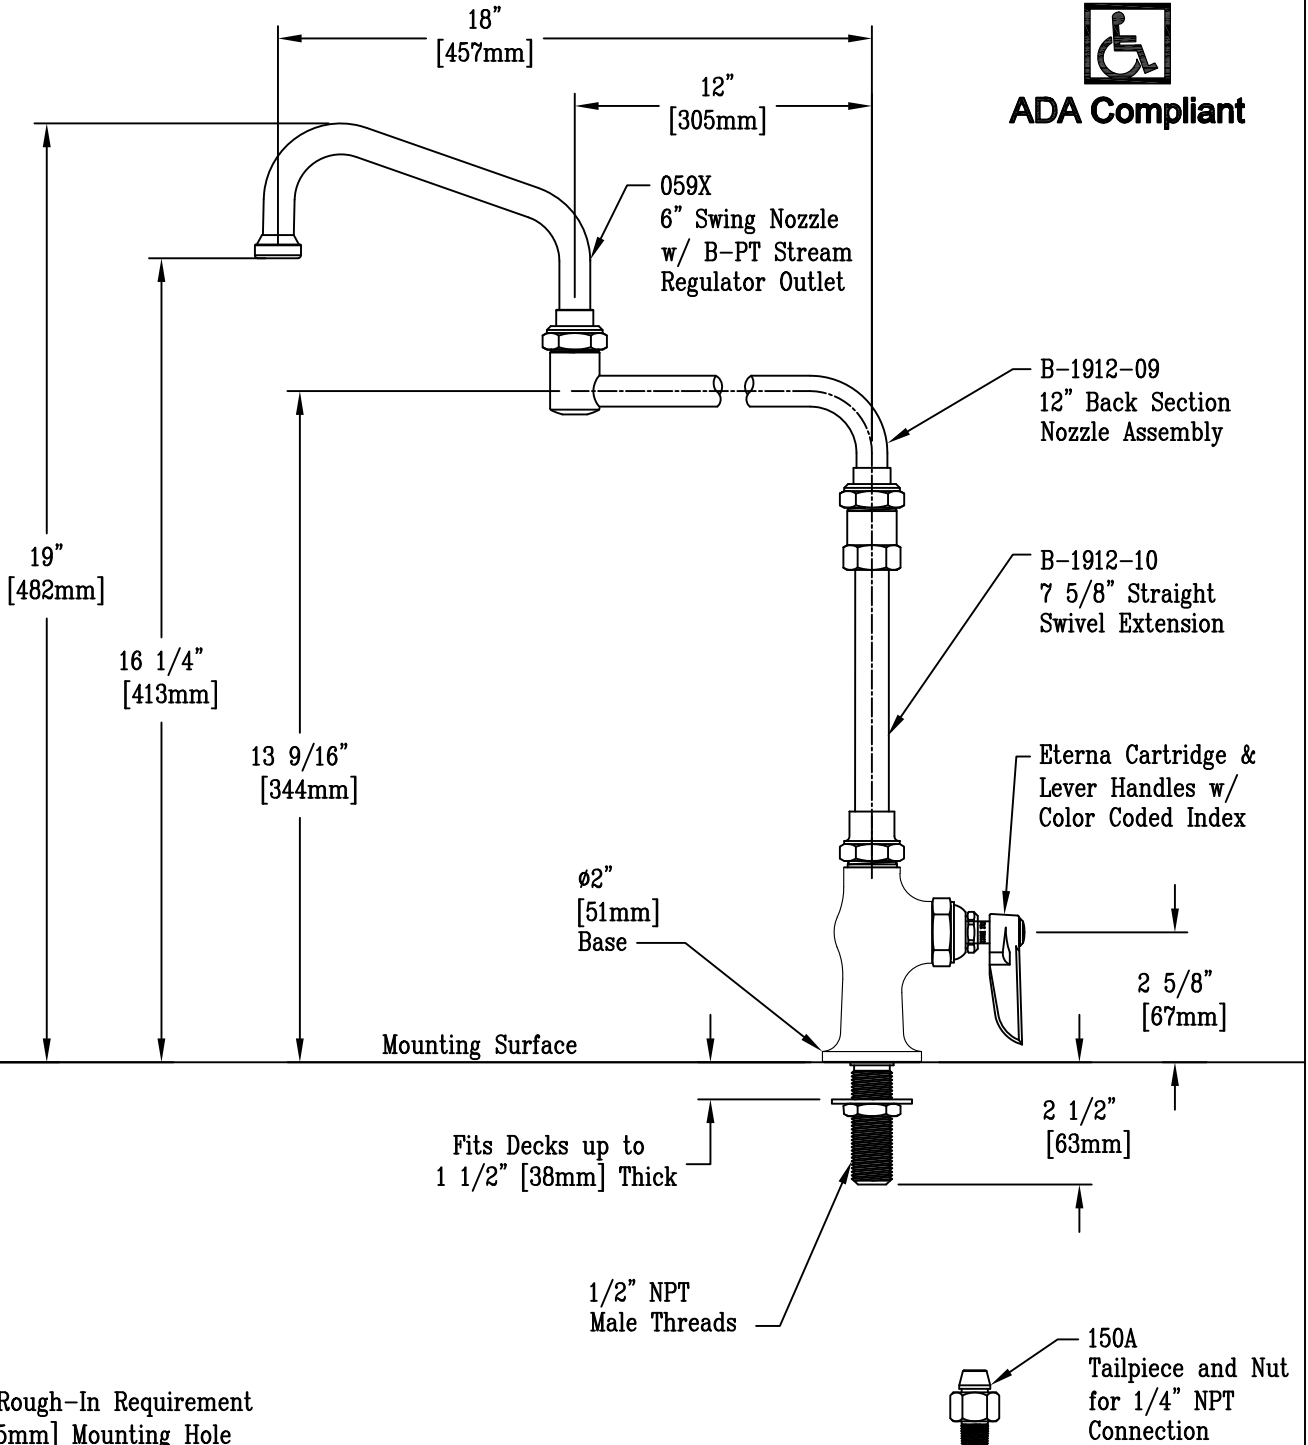 18"
[457mm]
12"
[305mm]
ADA Compliant
059X
6" Swing Nozzle
w/ B-PT Stream
Regulator Outlet
B-1912-09
12" Back Section
Nozzle Assembly
19"
[482mm]
B-1912-10
7 5/8" Straight
Swivel Extension
16 1/4"
[413mm]
13 9/16"
[344mm]
Eterna Cartridge &
Lever Handles w/
Color Coded Index
ø2"
[51mm]
Base
2 5/8"
[67mm]
Mounting Surface
2 1/2"
[63mm]
Fits Decks up to
1 1/2" [38mm] Thick
1/2" NPT
Male Threads
150A
Tailpiece and Nut
for 1/4" NPT
Connection
Rough-In Requirement
5mm] Mounting Hole